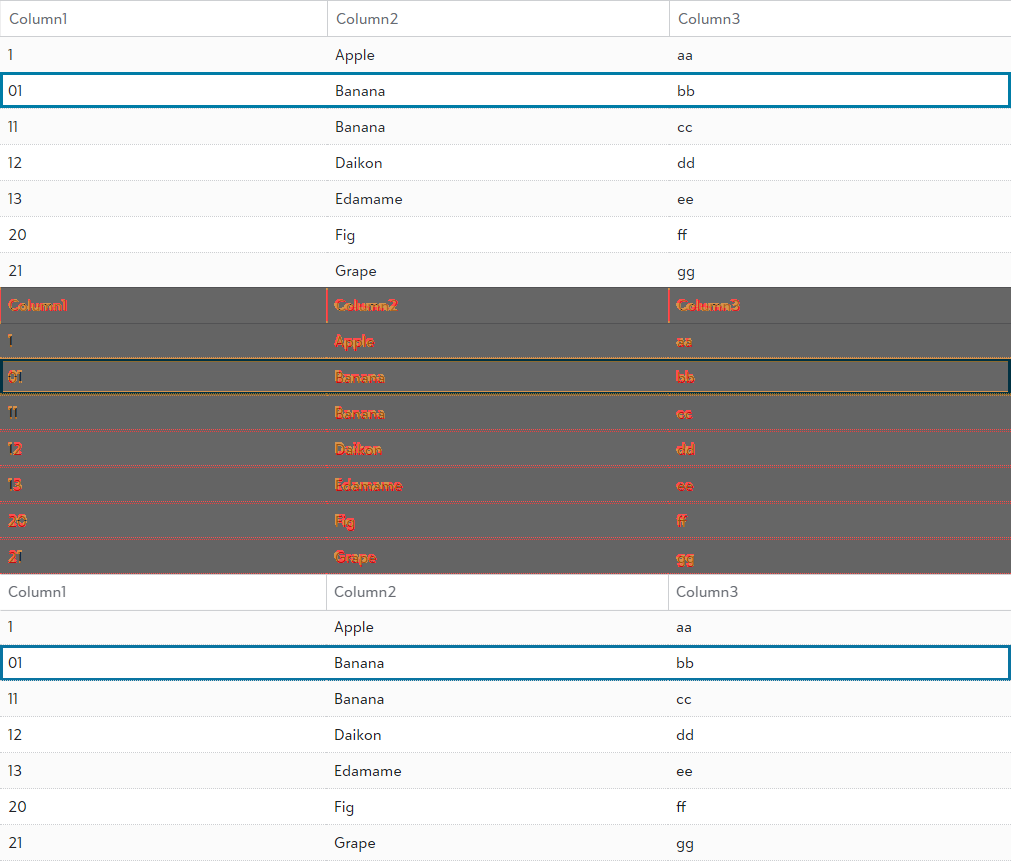 Column1 Column2 Column3
1 Apple aa
01 Banana bb
11 Banana cc
12 Daikon dd
13 Edamame ee
20 Fig ff
21 Grape gg
Column1 Column2 Column3
1 Apple aa
01 Banana bb
11 Banana cc
12 Daikon dd
13 Edamame ee
20 Fig ff
21 Grape gg
Column1 Column2 Column3
1 Apple aa
01 Banana bb
11 Banana cc
12 Daikon dd
13 Edamame ee
20 Fig ff
21 Grape gg